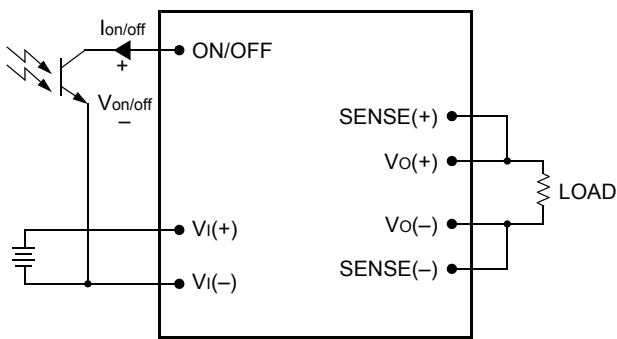 Ion/off
+
ON/OFF
Von/off
–
SENSE(+)
VO(+)
LOAD
VO(–)
VI(+)
SENSE(–)
VI(–)